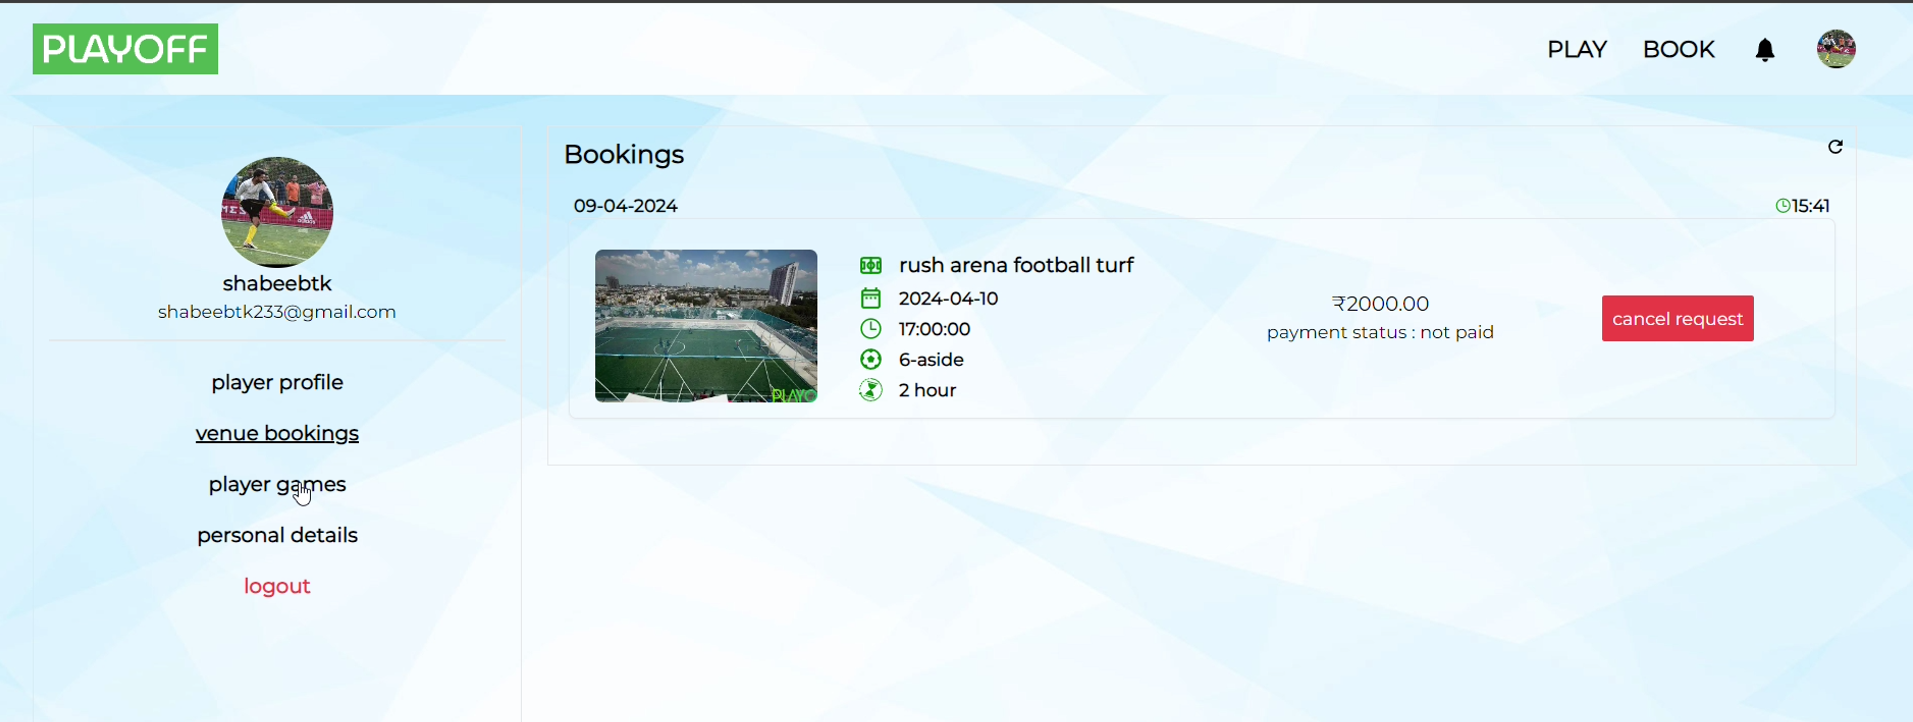 PLAYOFF
PLAY BOOK
shabeebtk
shabeebtk233@gmail.com
player profile
venue bookings
player games
personal details
logout
Bookings
09-04-2024 15:41
rush arena football turf
2024-04-10
17:00:00
6-aside
2 hour
₹2000.00
payment status : not paid
cancel request
PLAYO
adidas